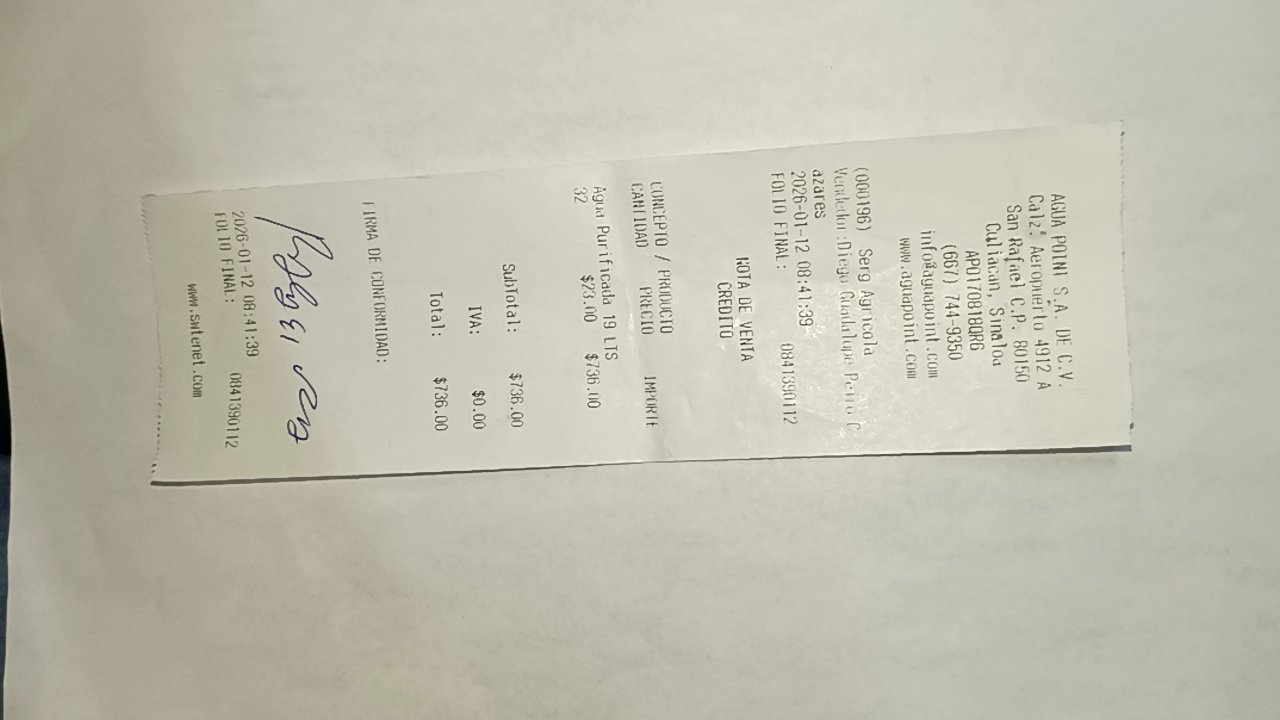 AGUA POINT S.A. DE C.V.
Calz. Aeropuerto 4912 A
San Rafael C.P. 80150
Culiacan, Sinaloa
APO170818QR6
(667) 744-9350
info@aguapoint.com
www.aguapoint.com
NOTA DE VENTA
CREDITO
(000196) Serg Agricola
Vendedor:Diego Guadalupe C
azares
2026-01-12 08:41:39
FOLIO FINAL: 0841390112
CONCEPTO / PRODUCTO
CANTIDAD PRECIO IMPORTE
Agua Purificada 19 LTS
32 $23.00 $736.00
SubTotal: $736.00
IVA: $0.00
Total: $736.00
FIRMA DE CONFORMIDAD:
2026-01-12 08:41:39
FOLIO FINAL: 0841390112
www.swtenet.com